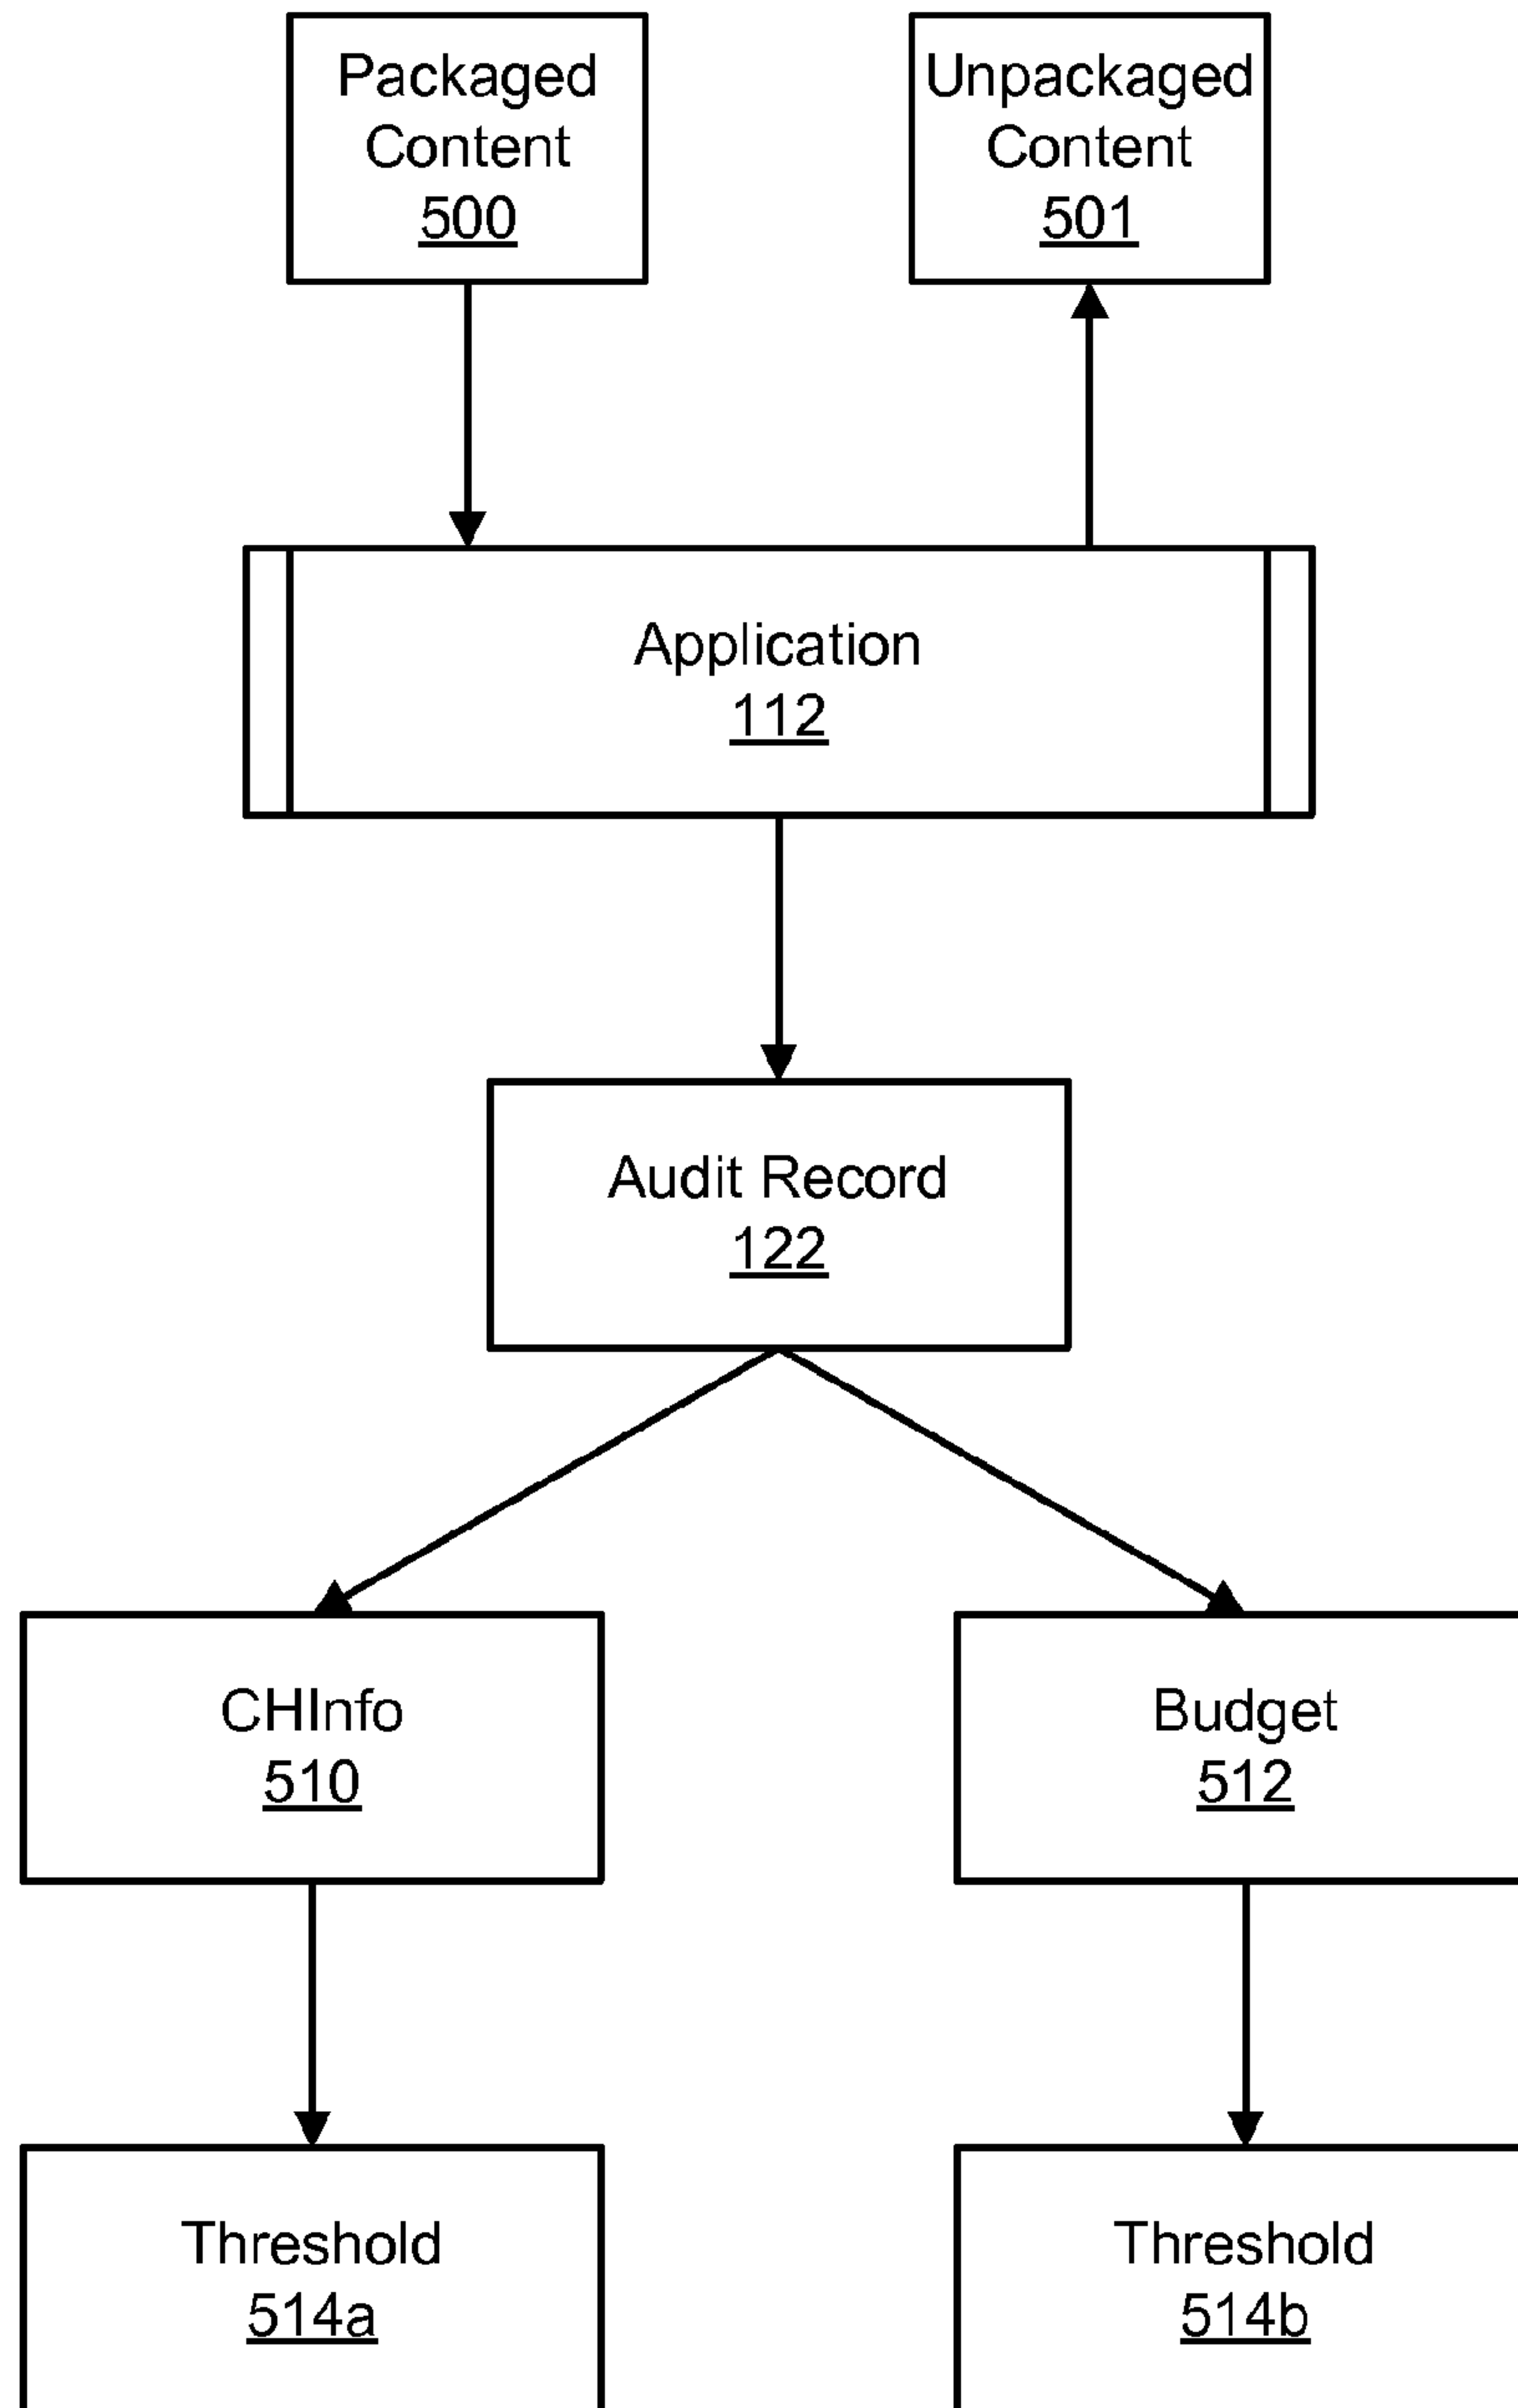 Packaged
Content
500
Unpackaged
Content
501
Application
112
Audit Record
122
CHInfo
510
Budget
512
Threshold
514a
Threshold
514b